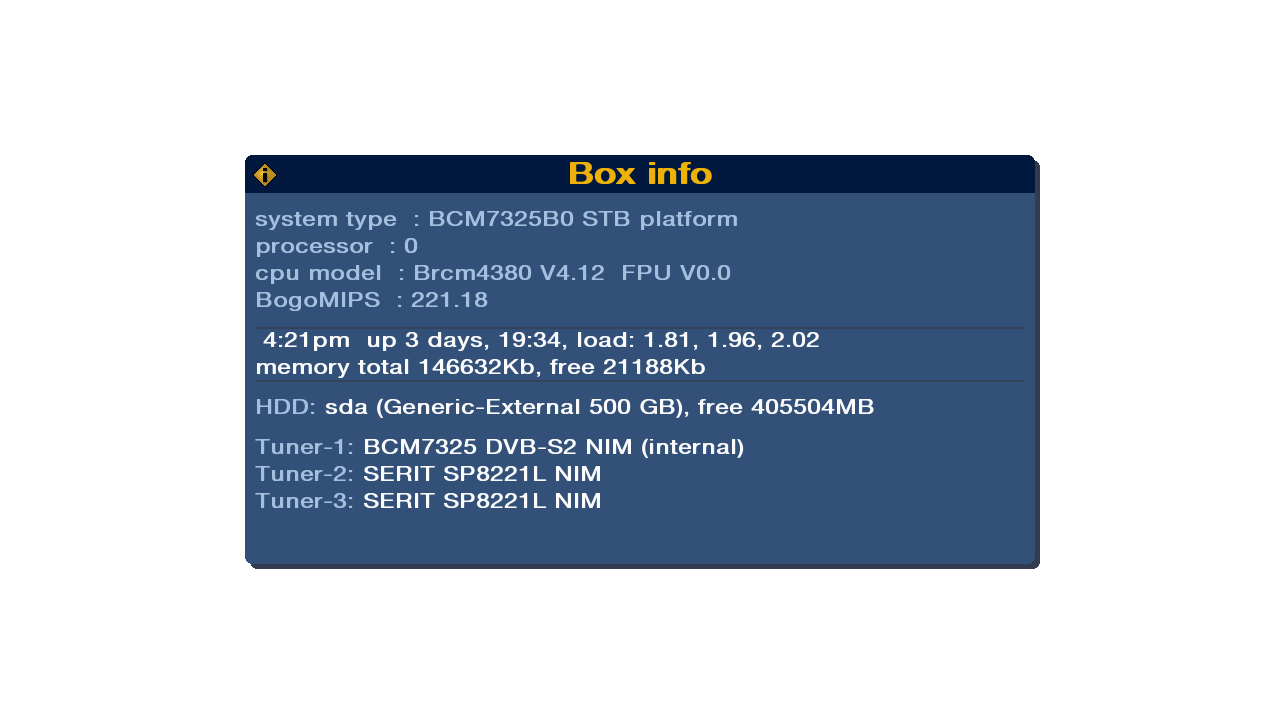 Box info
system type : BCM7325B0 STB platform
processor : 0
cpu model : Brcm4380 V4.12 FPU V0.0
BogoMIPS : 221.18
4:21pm up 3 days, 19:34, load: 1.81, 1.96, 2.02
memory total 146632Kb, free 21188Kb
HDD: sda (Generic-External 500 GB), free 405504MB
Tuner-1: BCM7325 DVB-S2 NIM (internal)
Tuner-2: SERIT SP8221L NIM
Tuner-3: SERIT SP8221L NIM